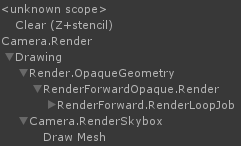 <unknown scope>
Clear (Z+stencil)
Camera.Render
Drawing
Render.OpaqueGeometry
RenderForwardOpaque.Render
RenderForward.RenderLoopJob
Camera.RenderSkybox
Draw Mesh